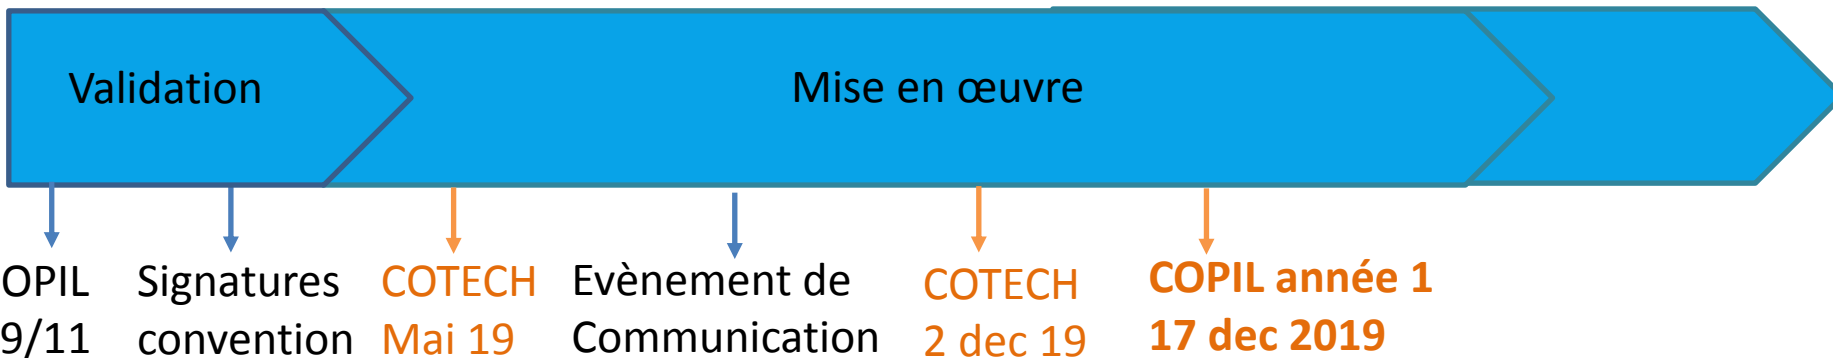 Validation
Mise en œuvre
OPIL
9/11
Signatures
convention
COTECH
Mai 19
Evènement de
Communication
COTECH
2 dec 19
COPIL année 1
17 dec 2019